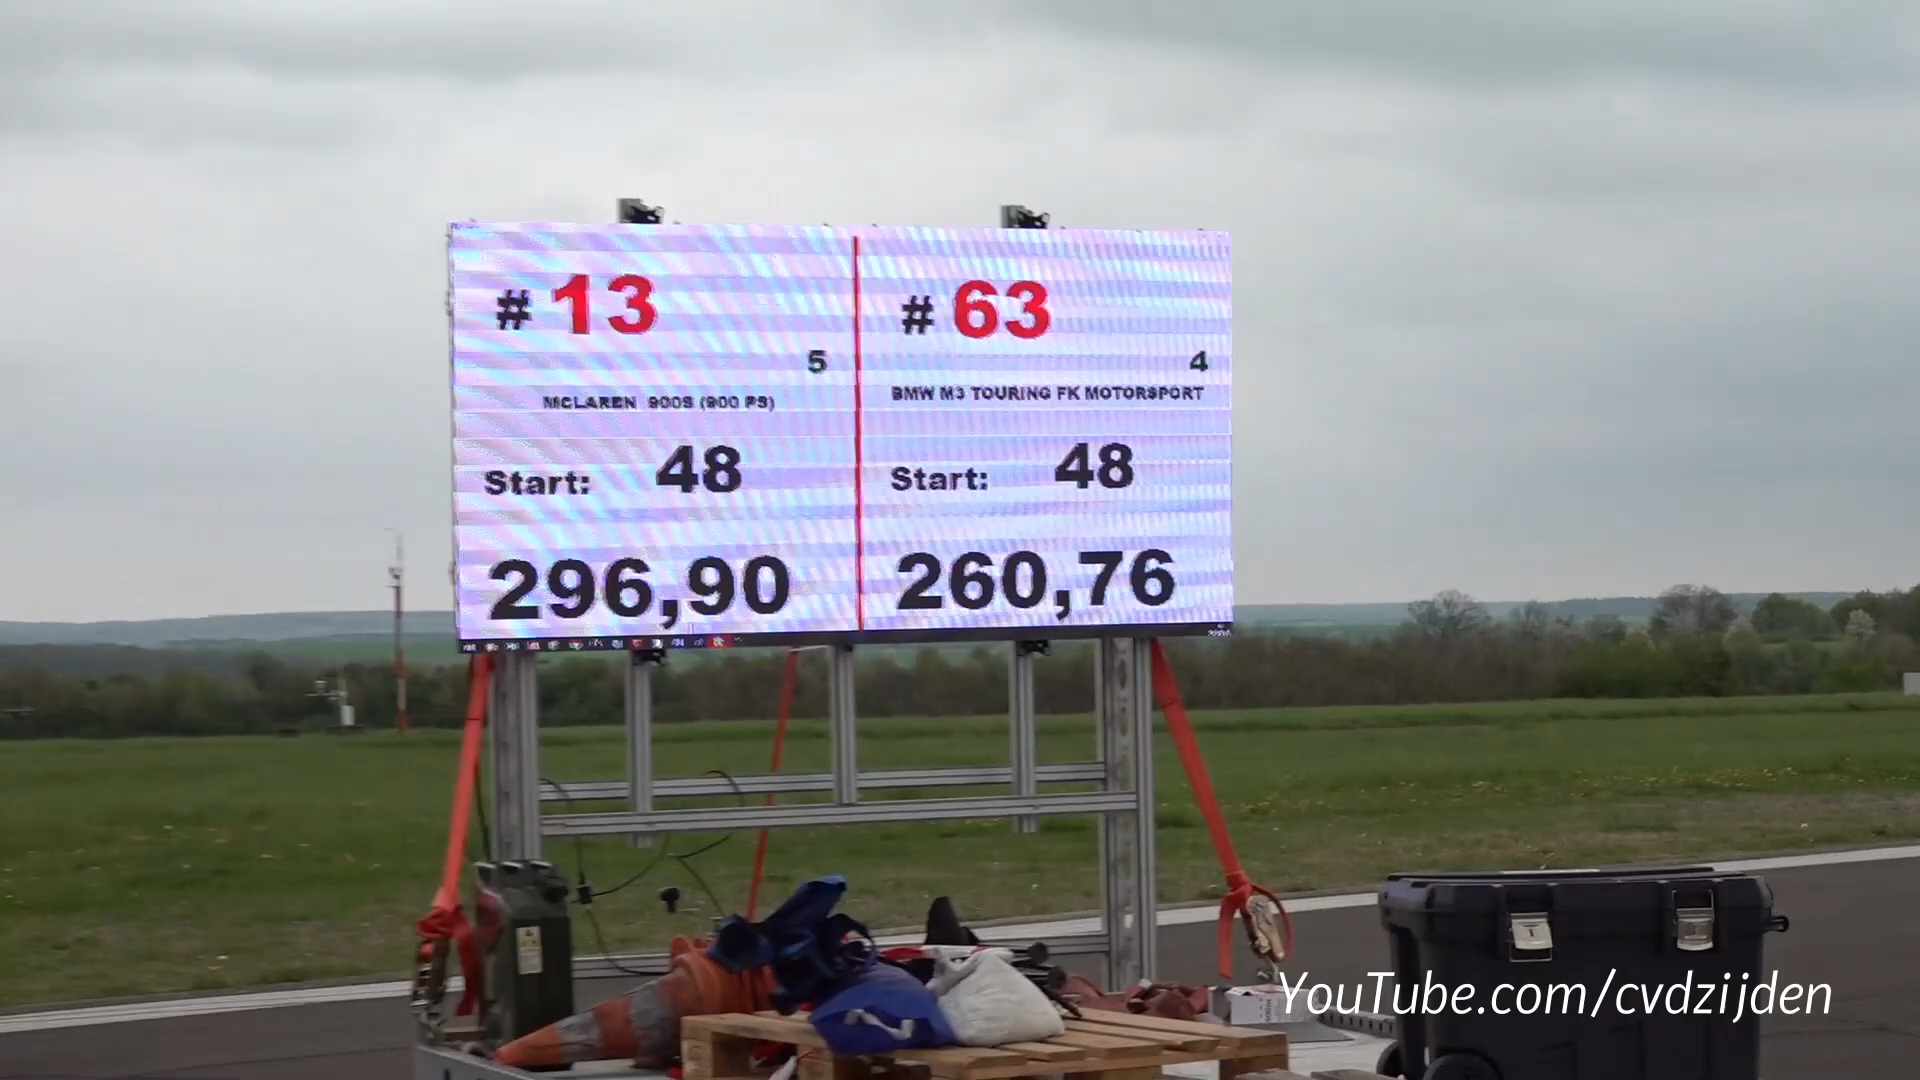 # 13
5
MCLAREN 900S (900 PS)
Start: 48
296,90
# 63
4
BMW M3 TOURING FK MOTORSPORT
Start: 48
260,76
YouTube.com/cvdzijden